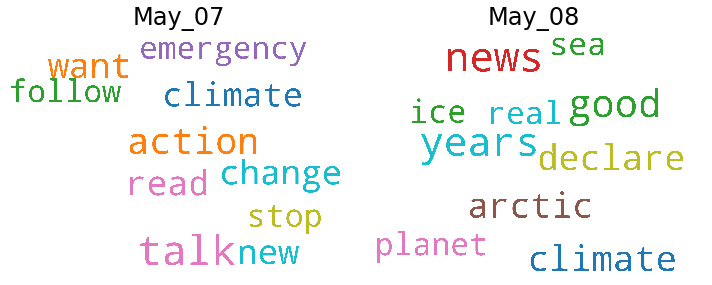 May_07
emergency
want
follow
climate
action
read
change
stop
talk
new
May_08
news
sea
ice
real
good
years
declare
arctic
planet
climate